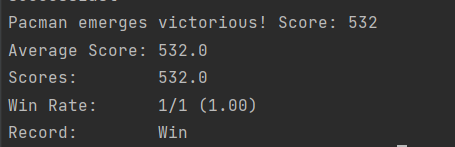 Pacman emerges victorious! Score: 532
Average Score: 532.0
Scores:        532.0
Win Rate:      1/1 (1.00)
Record:        Win